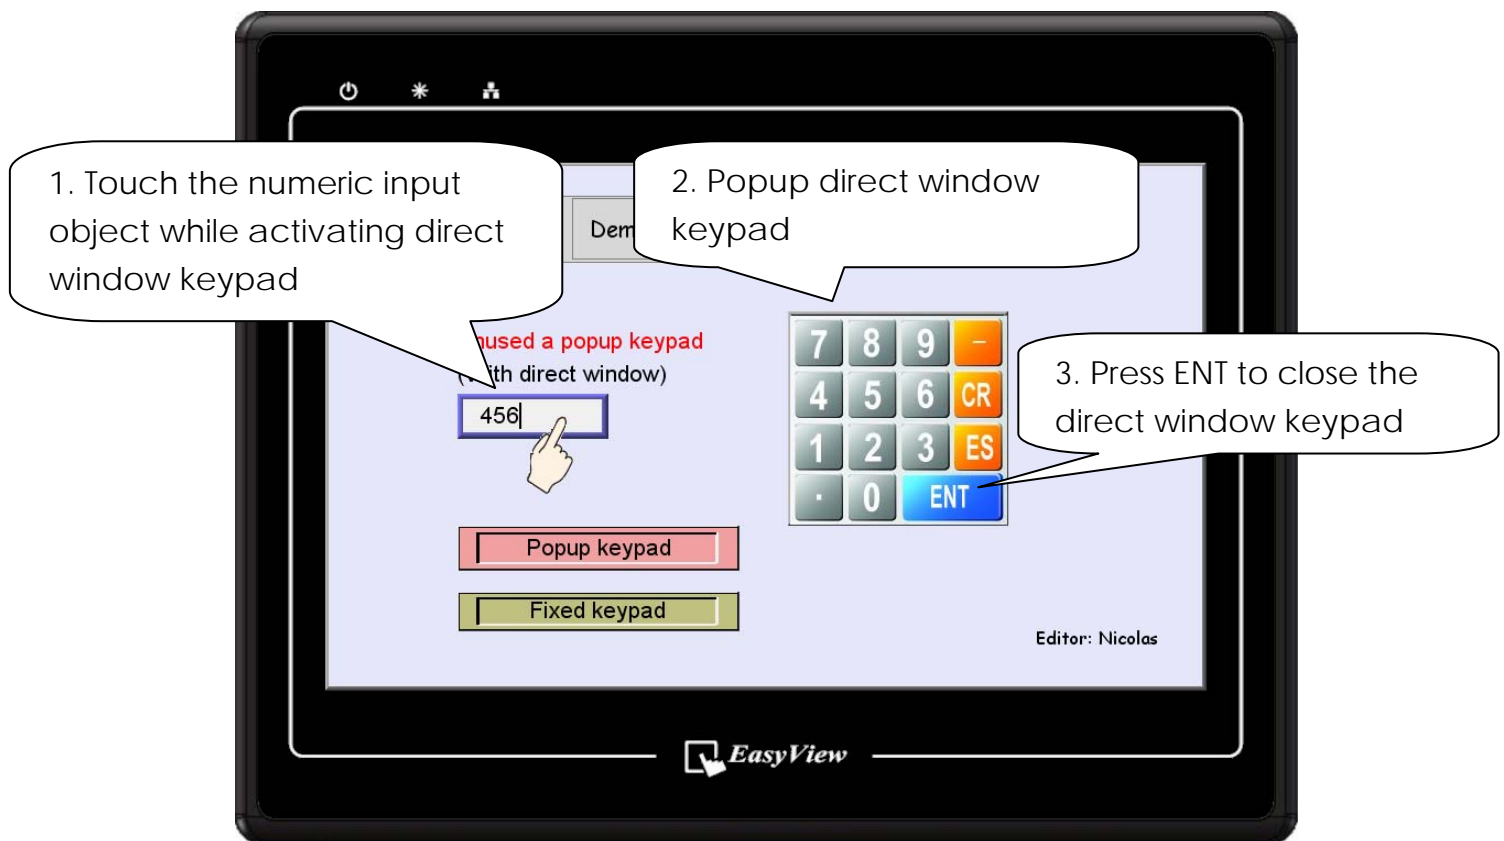 1. Touch the numeric input
object while activating direct
window keypad
2. Popup direct window
keypad
used a popup keypad
direct window)
456
7 8 9 –
4 5 6 CR
1 2 3 ES
. 0 ENT
3. Press ENT to close the
direct window keypad
Popup keypad
Fixed keypad
Editor: Nicolas
EasyView